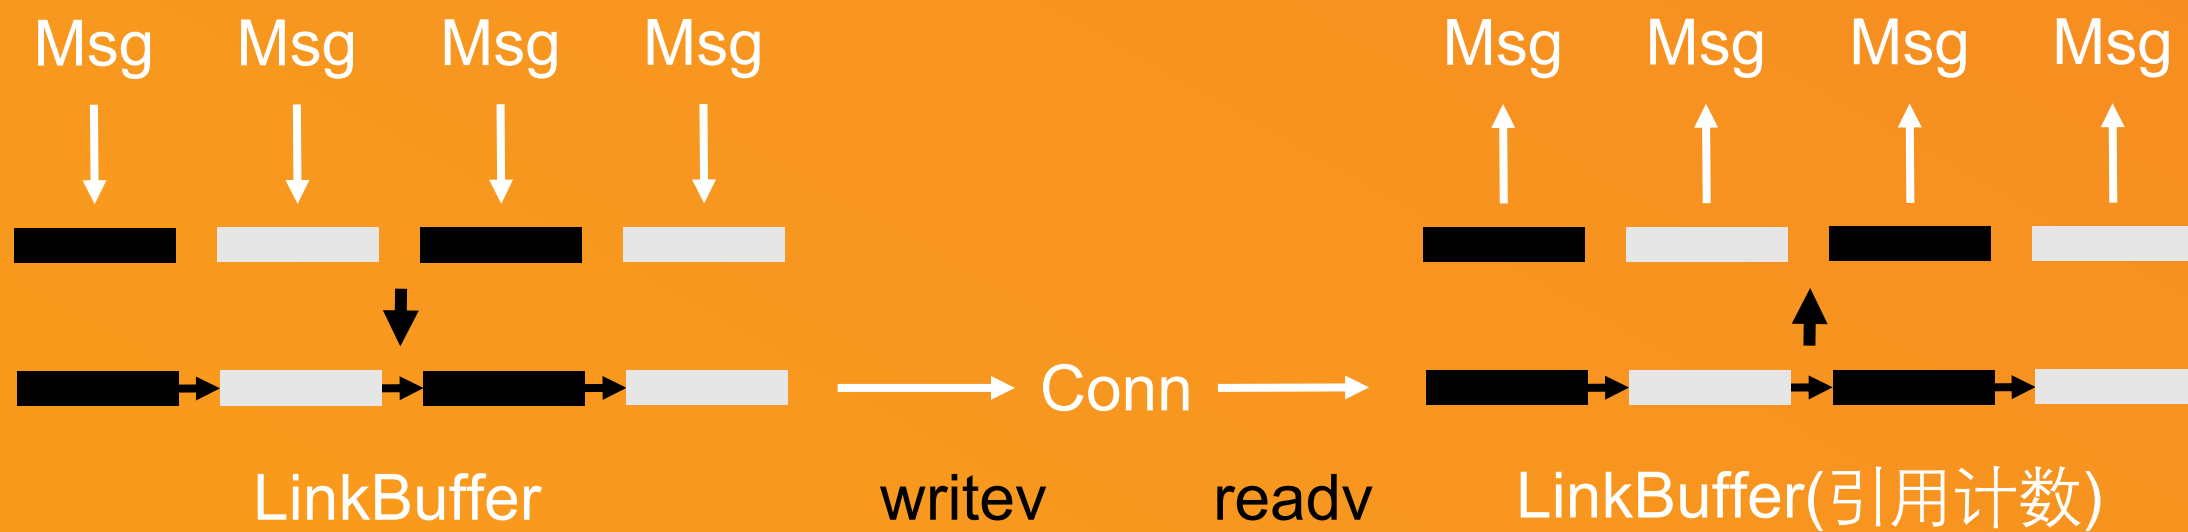 Msg Msg Msg Msg Msg Msg Msg Msg
Conn
LinkBuffer writev readv LinkBuffer(引用计数)